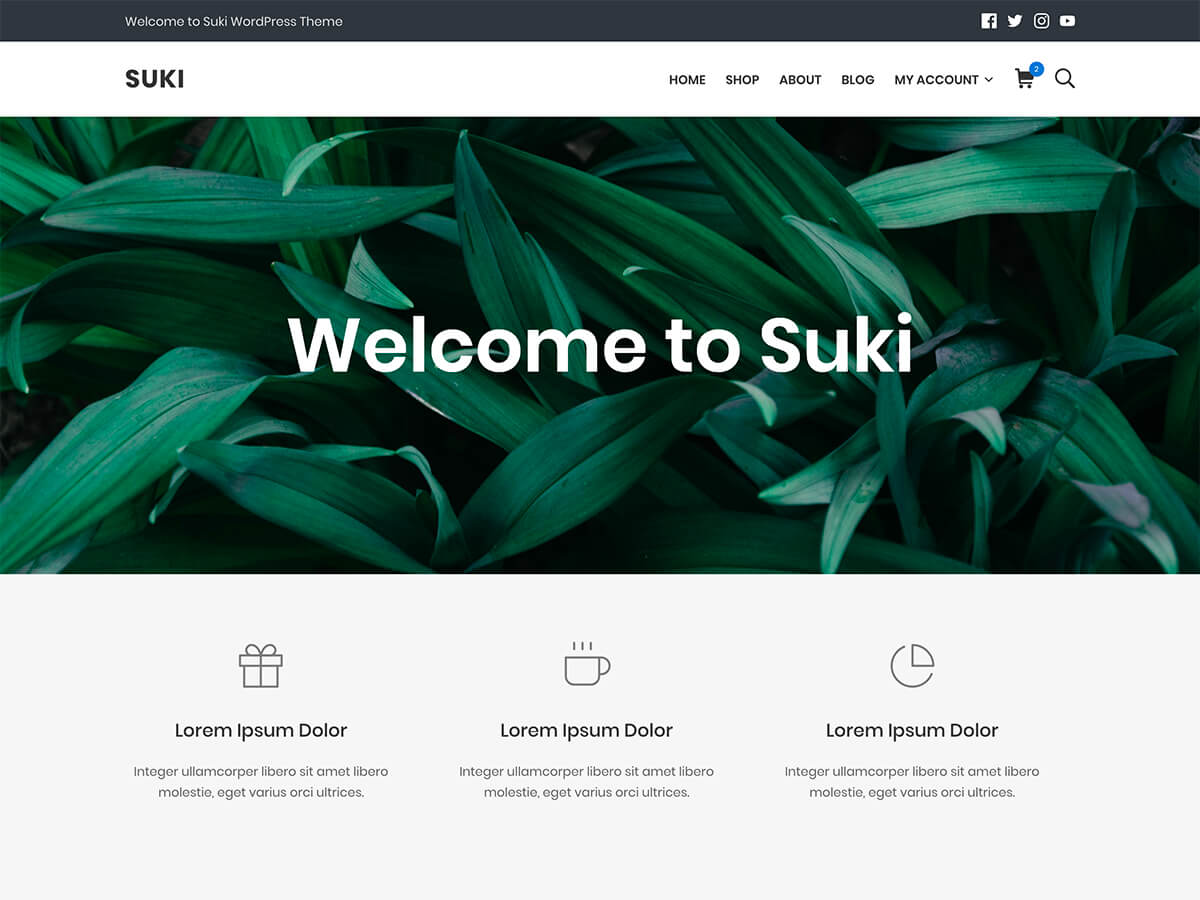 Welcome to Suki WordPress Theme
SUKI
HOME SHOP ABOUT BLOG MY ACCOUNT 2
Welcome to Suki
Lorem Ipsum Dolor
Integer ullamcorper libero sit amet libero
molestie, eget varius orci ultrices.
Lorem Ipsum Dolor
Integer ullamcorper libero sit amet libero
molestie, eget varius orci ultrices.
Lorem Ipsum Dolor
Integer ullamcorper libero sit amet libero
molestie, eget varius orci ultrices.